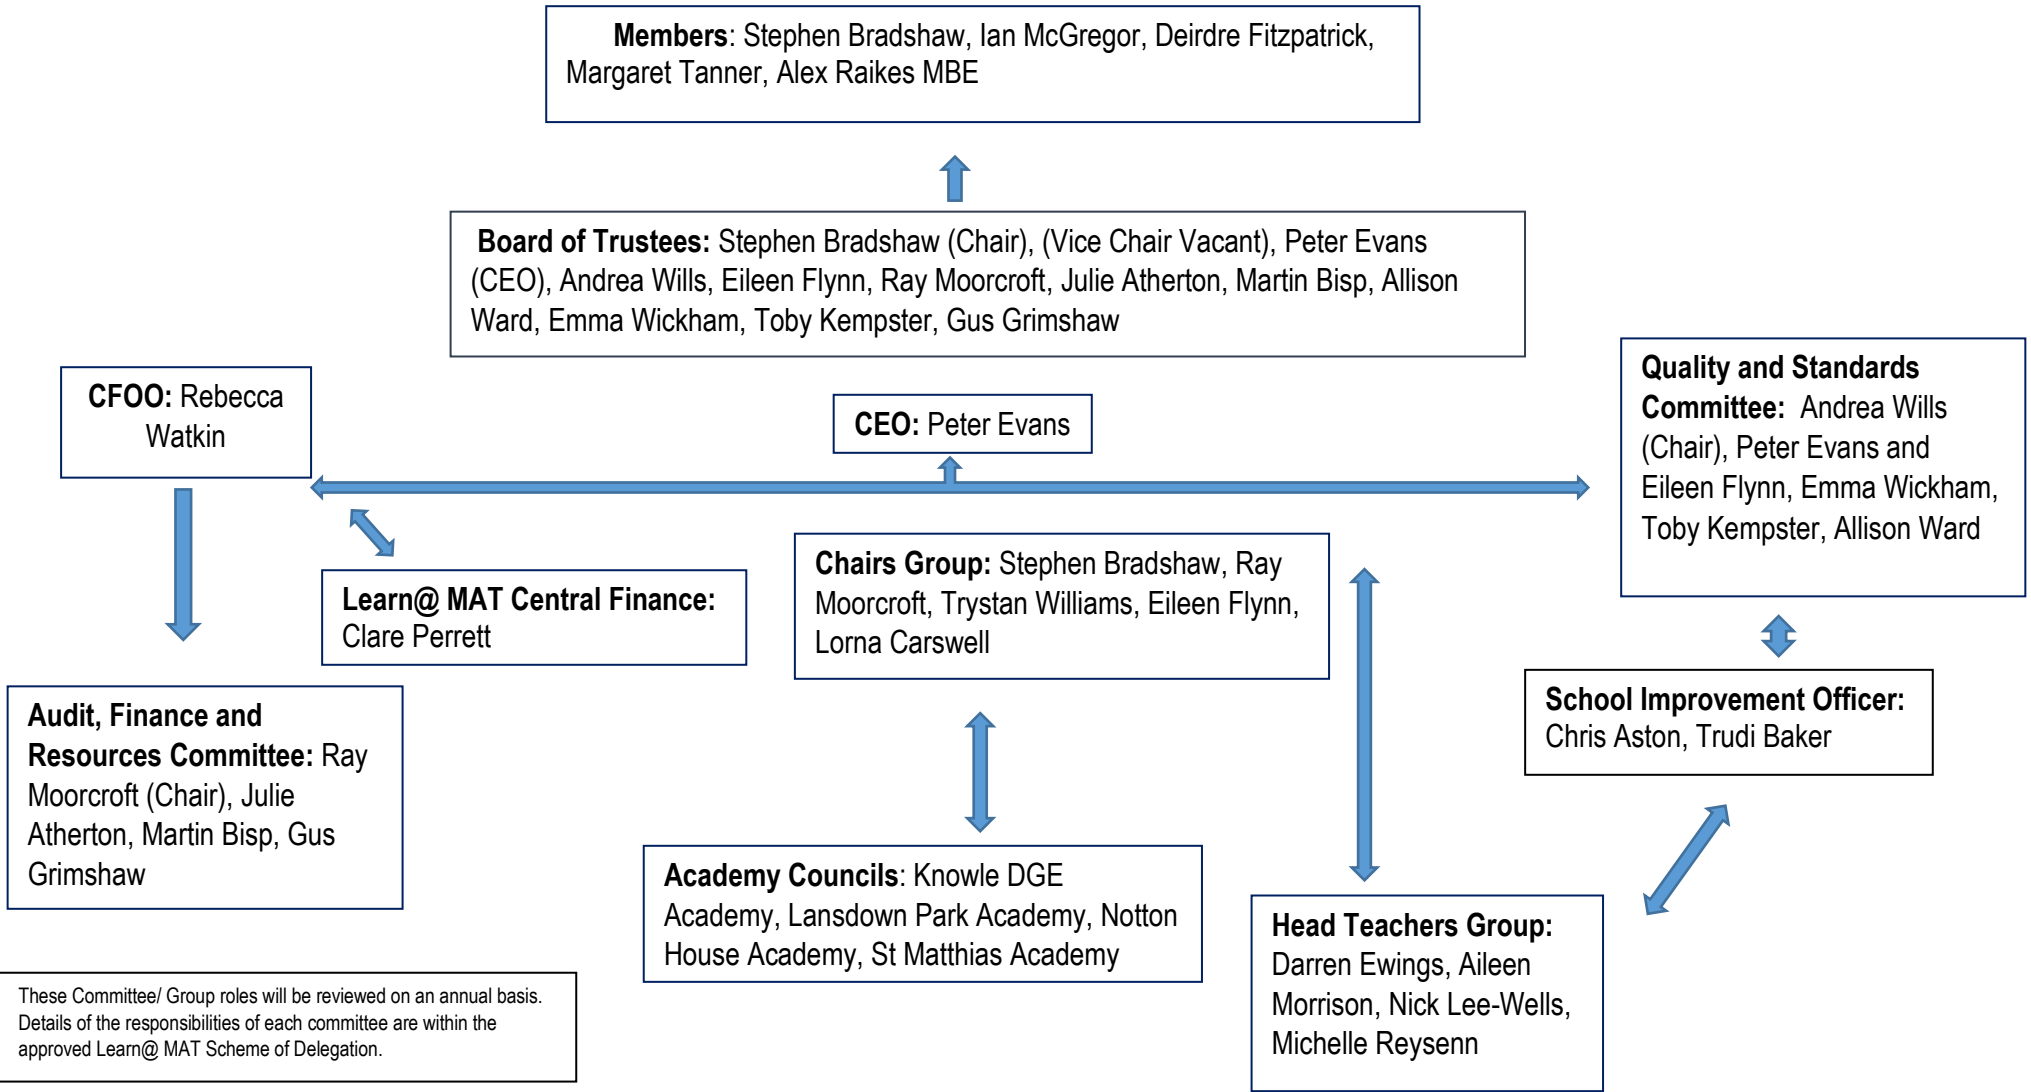 Members: Stephen Bradshaw, Ian McGregor, Deirdre Fitzpatrick,
Margaret Tanner, Alex Raikes MBE
Board of Trustees: Stephen Bradshaw (Chair), (Vice Chair Vacant), Peter Evans
(CEO), Andrea Wills, Eileen Flynn, Ray Moorcroft, Julie Atherton, Martin Bisp, Allison
Ward, Emma Wickham, Toby Kempster, Gus Grimshaw
CFOO: Rebecca
Watkin
CEO: Peter Evans
Quality and Standards
Committee: Andrea Wills
(Chair), Peter Evans and
Eileen Flynn, Emma Wickham,
Toby Kempster, Allison Ward
Learn@ MAT Central Finance:
Clare Perrett
Chairs Group: Stephen Bradshaw, Ray
Moorcroft, Trystan Williams, Eileen Flynn,
Lorna Carswell
School Improvement Officer:
Chris Aston, Trudi Baker
Audit, Finance and
Resources Committee: Ray
Moorcroft (Chair), Julie
Atherton, Martin Bisp, Gus
Grimshaw
Academy Councils: Knowle DGE
Academy, Lansdown Park Academy, Notton
House Academy, St Matthias Academy
Head Teachers Group:
Darren Ewings, Aileen
Morrison, Nick Lee-Wells,
Michelle Reysenn
These Committee/ Group roles will be reviewed on an annual basis.
Details of the responsibilities of each committee are within the
approved Learn@ MAT Scheme of Delegation.